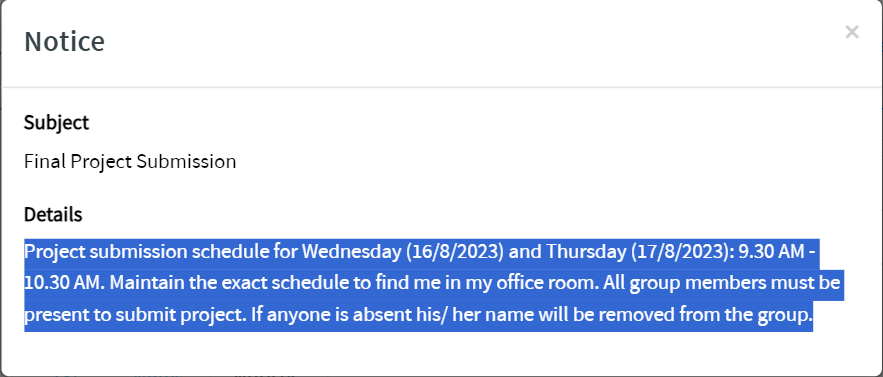 Notice
×
Subject
Final Project Submission
Details
Project submission schedule for Wednesday (16/8/2023) and Thursday (17/8/2023): 9.30 AM -
10.30 AM. Maintain the exact schedule to find me in my office room. All group members must be
present to submit project. If anyone is absent his/ her name will be removed from the group.